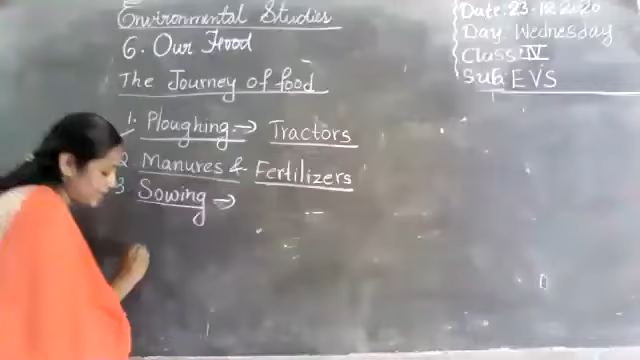 Environmental Studies
6. Our Food
The Journey of food
1. Ploughing → Tractors
2. Manures & Fertilizers
3. Sowing →
Date: 23.12.2020
Day: Wednesday
Class: IV
Sub: EVS